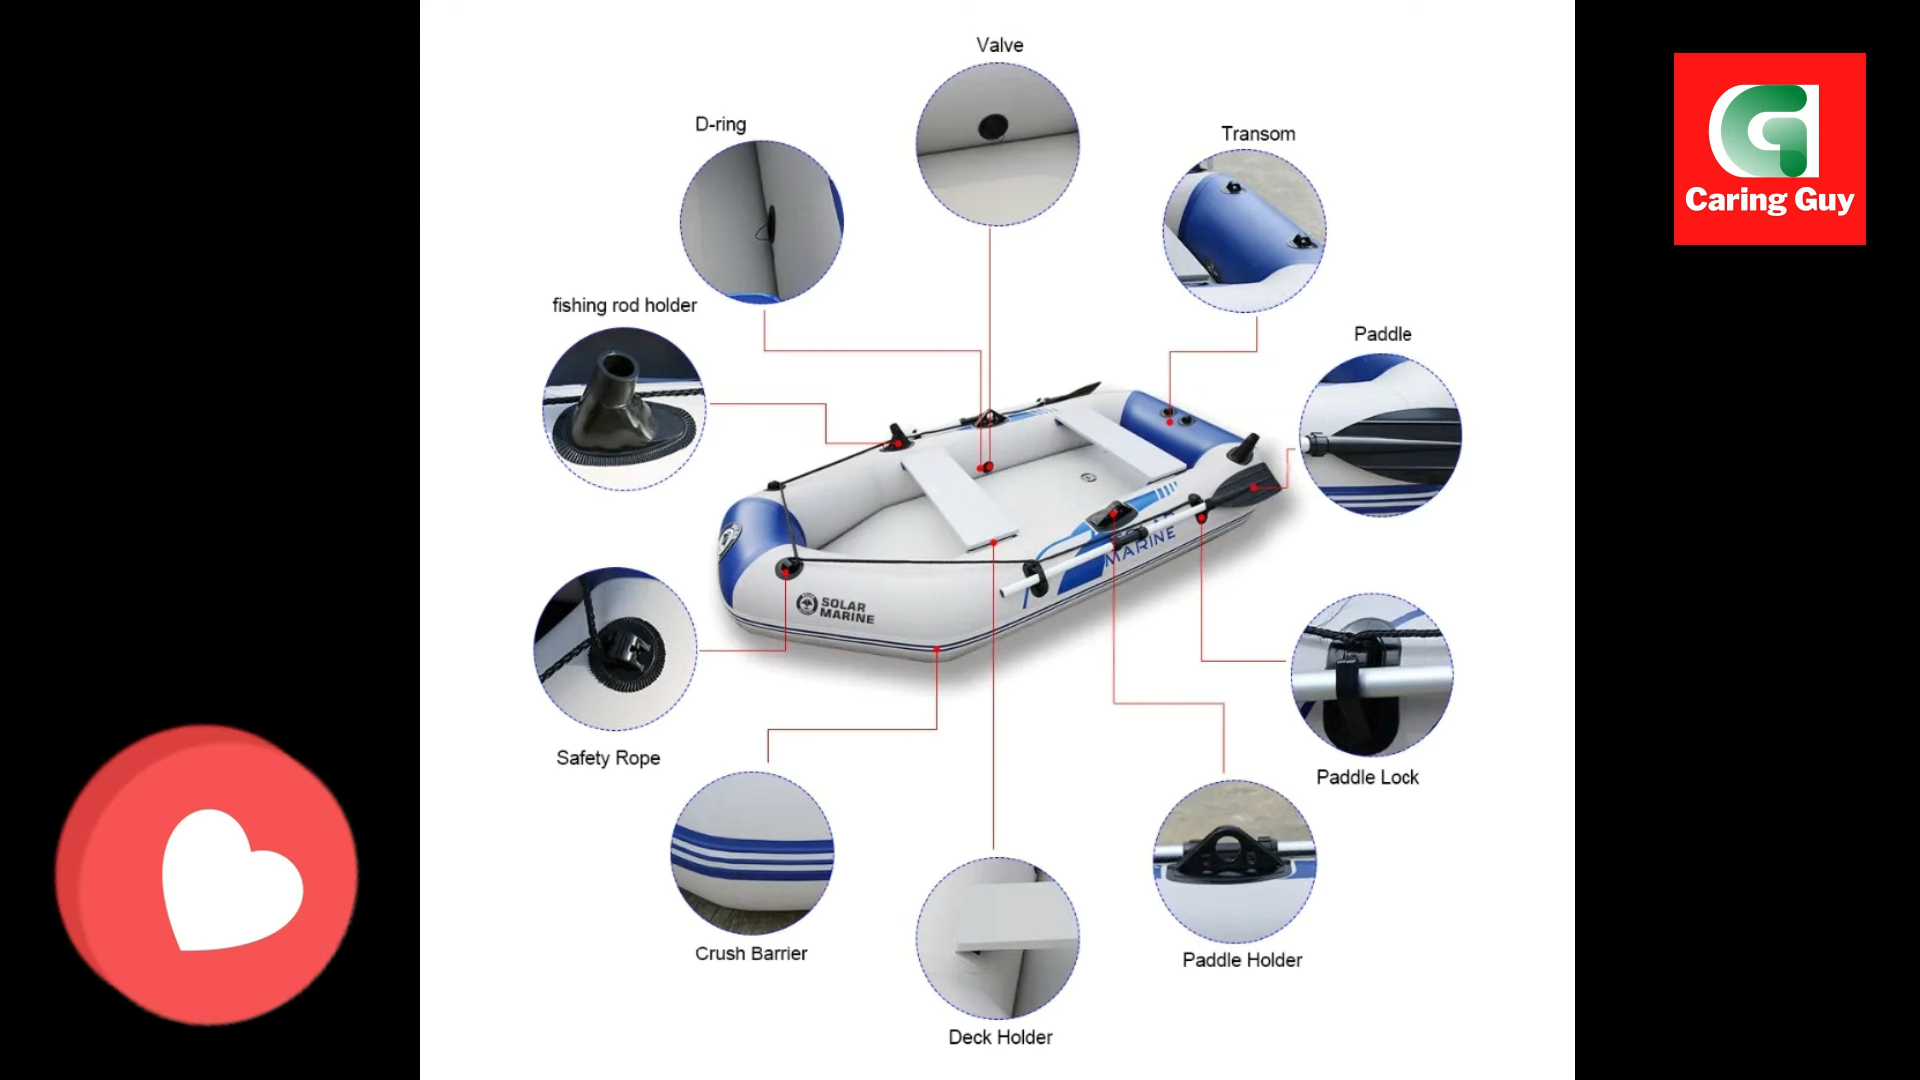 Valve
D-ring
Transom
fishing rod holder
Paddle
Caring Guy
MARINE
SOLAR
MARINE
Safety Rope
Paddle Lock
Crush Barrier
Paddle Holder
Deck Holder